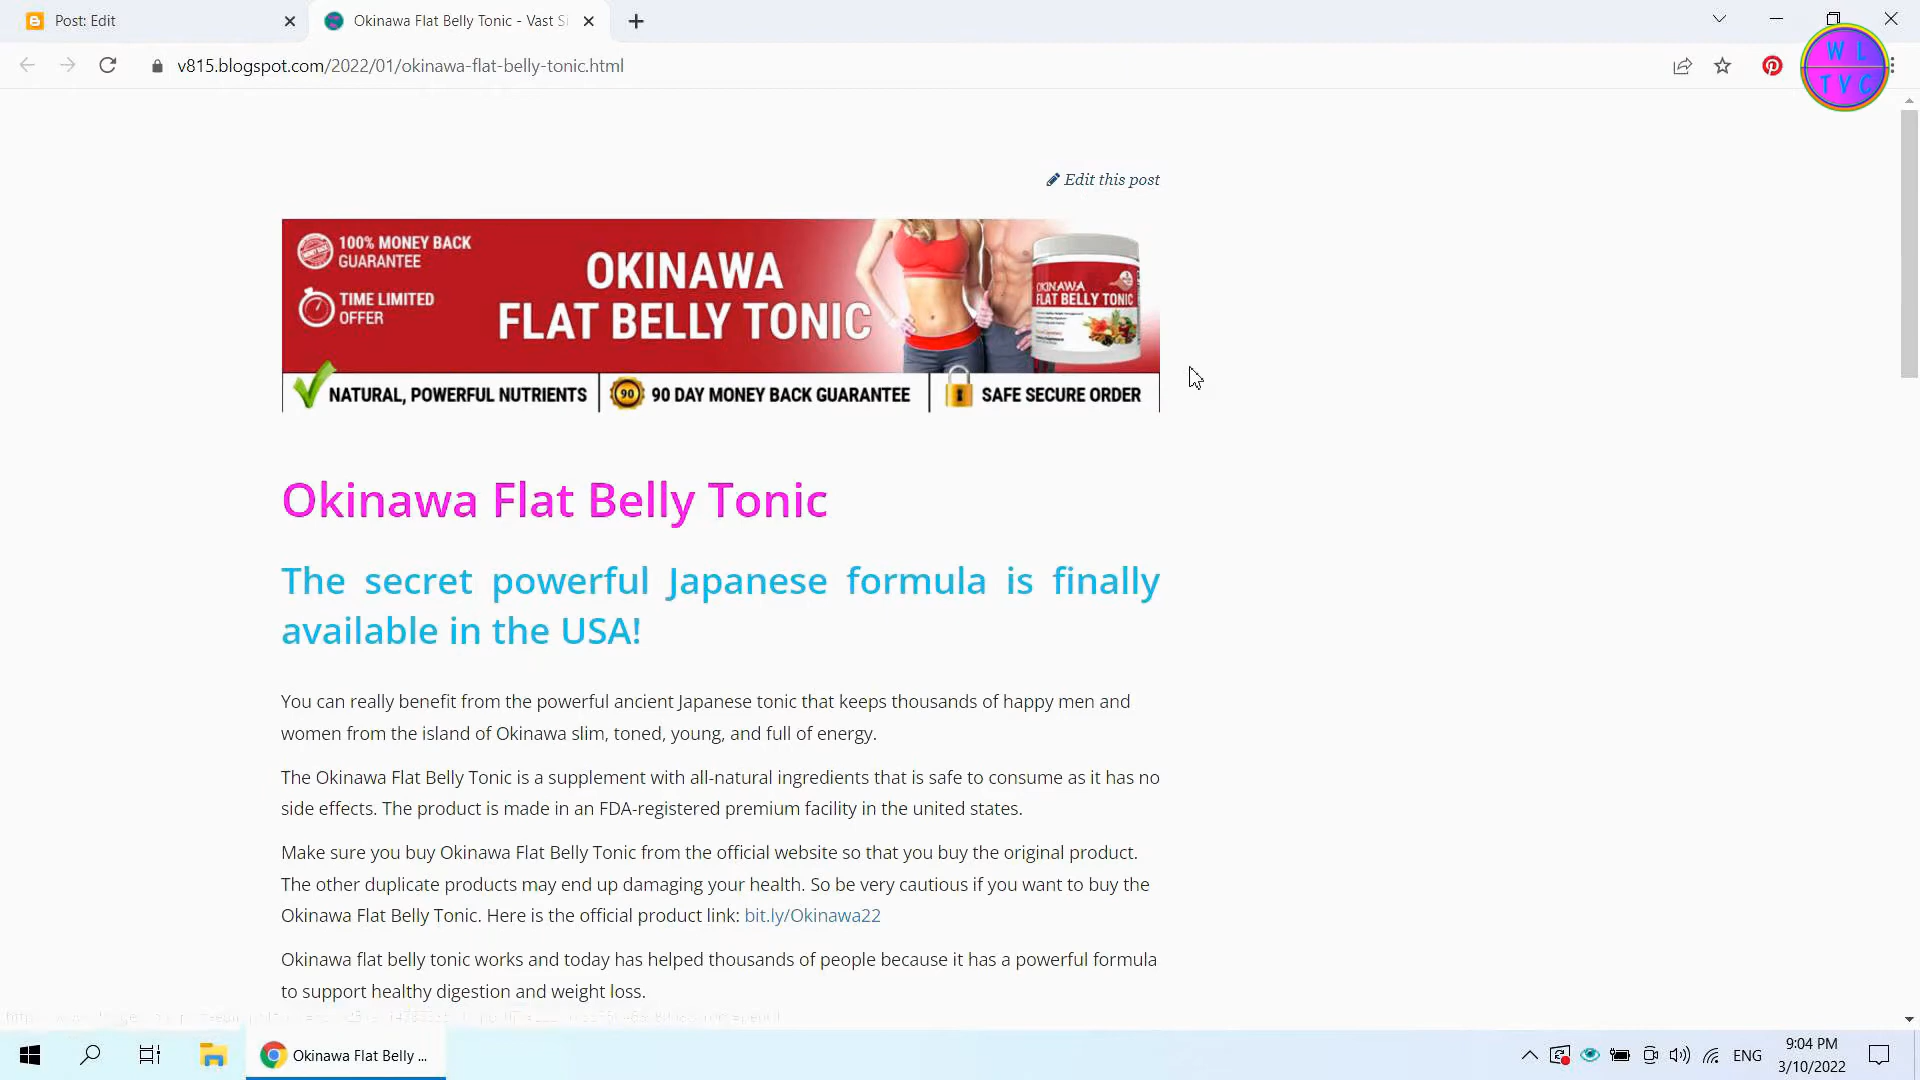 Post: Edit
Okinawa Flat Belly Tonic - Vast Si
v815.blogspot.com/2022/01/okinawa-flat-belly-tonic.html
W L
T V C
Edit this post
100% MONEY BACK
GUARANTEE
TIME LIMITED
OFFER
OKINAWA
FLAT BELLY TONIC
OKINAWA
FLAT BELLY TONIC
NATURAL, POWERFUL NUTRIENTS
90
90 DAY MONEY BACK GUARANTEE
SAFE SECURE ORDER
Okinawa Flat Belly Tonic
The secret powerful Japanese formula is finally
available in the USA!
You can really benefit from the powerful ancient Japanese tonic that keeps thousands of happy men and
women from the island of Okinawa slim, toned, young, and full of energy.
The Okinawa Flat Belly Tonic is a supplement with all-natural ingredients that is safe to consume as it has no
side effects. The product is made in an FDA-registered premium facility in the united states.
Make sure you buy Okinawa Flat Belly Tonic from the official website so that you buy the original product.
The other duplicate products may end up damaging your health. So be very cautious if you want to buy the
Okinawa Flat Belly Tonic. Here is the official product link: bit.ly/Okinawa22
Okinawa flat belly tonic works and today has helped thousands of people because it has a powerful formula
to support healthy digestion and weight loss.
Okinawa Flat Belly ...
ENG
9:04 PM
3/10/2022